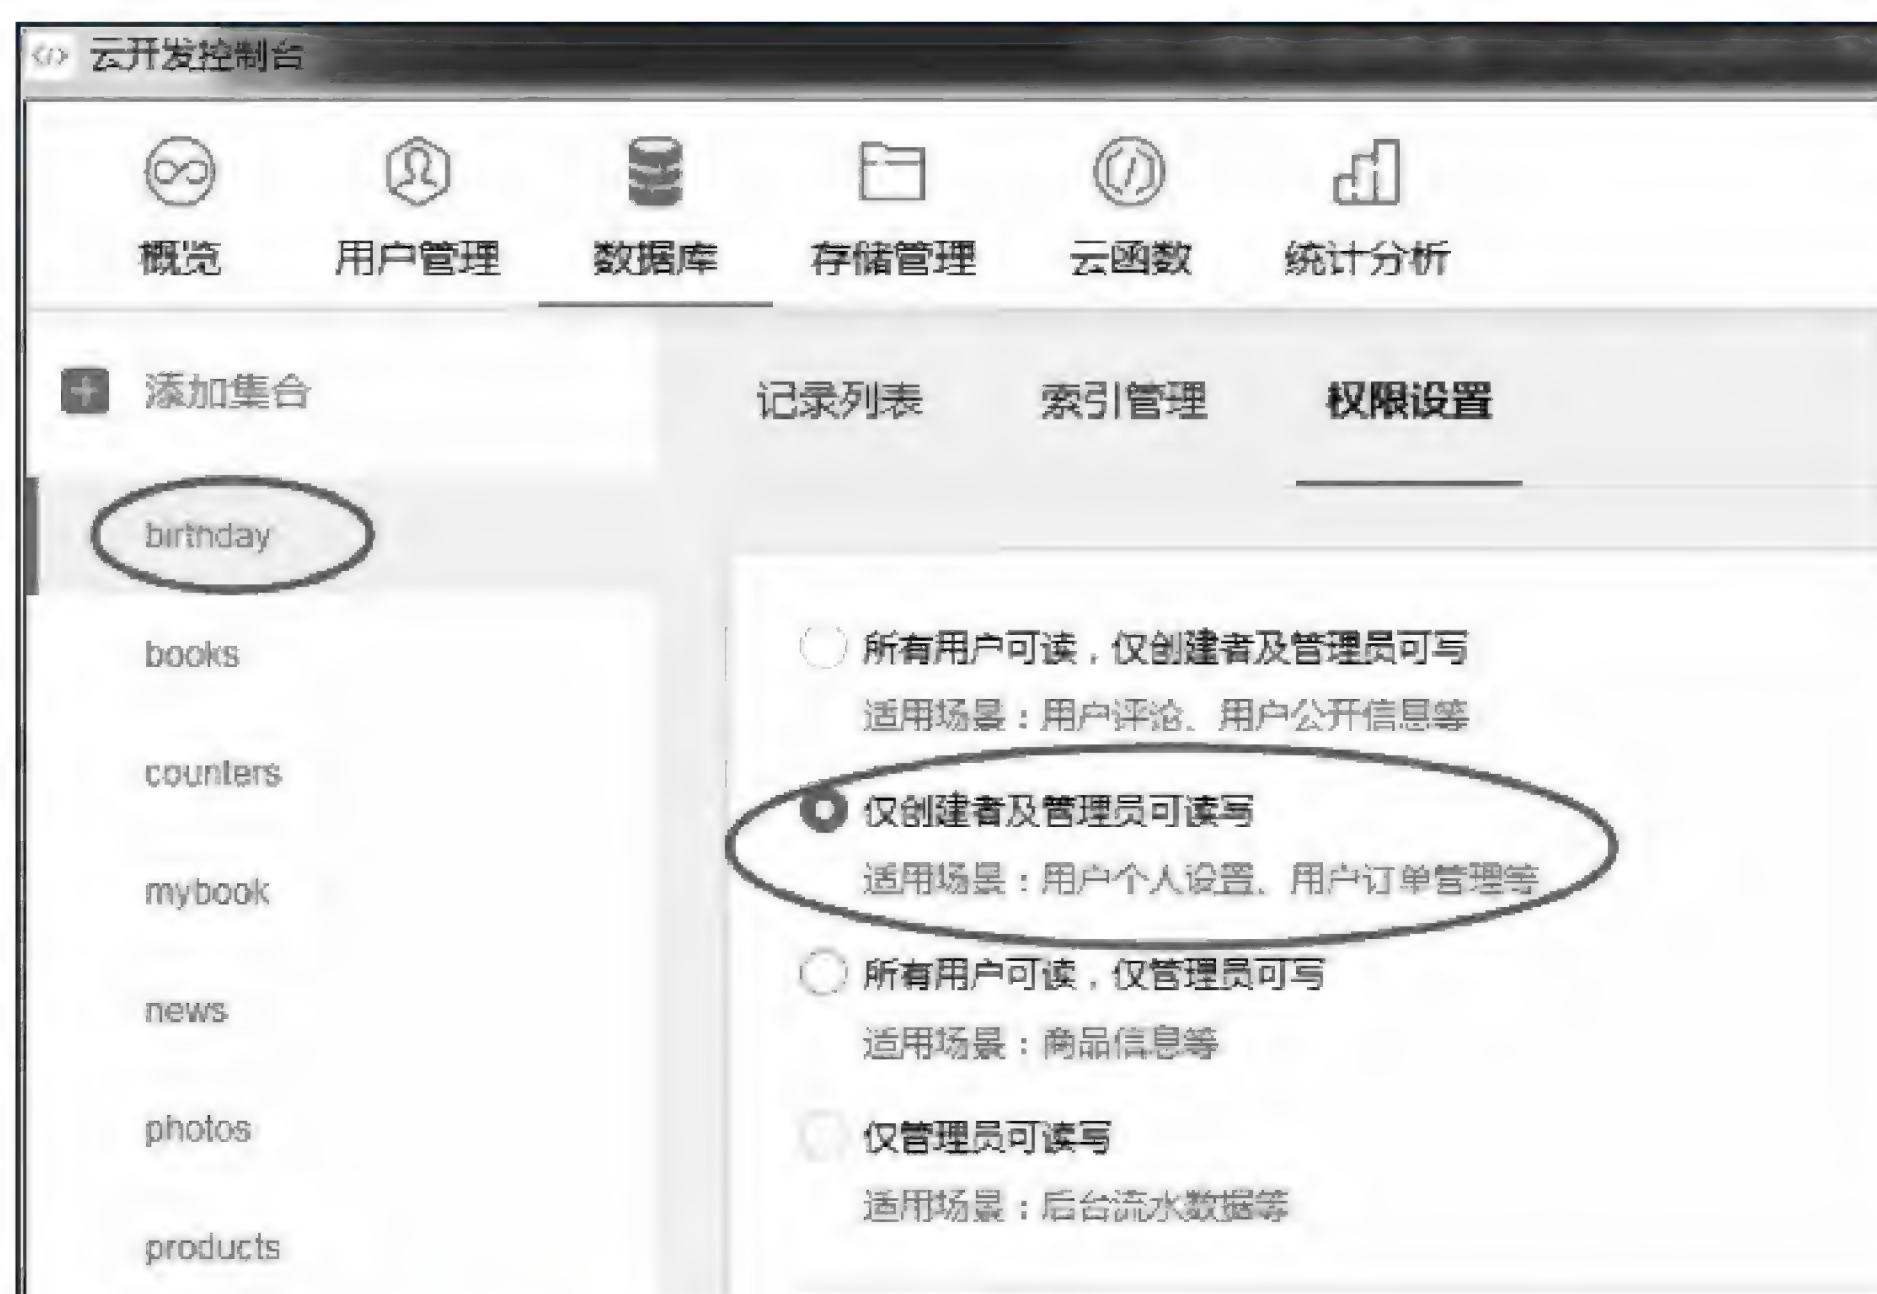 云开发控制台
概览 用户管理 数据库 存储管理 云函数 统计分析
添加集合
birthday
books
counters
mybook
news
photos
products
记录列表 索引管理 权限设置
所有用户可读，仅创建者及管理员可写
适用场景：用户评论、用户公开信息等
仅创建者及管理员可读写
适用场景：用户个人设置、用户订单管理等
所有用户可读，仅管理员可写
适用场景：商品信息等
仅管理员可读写
适用场景：后台流水数据等